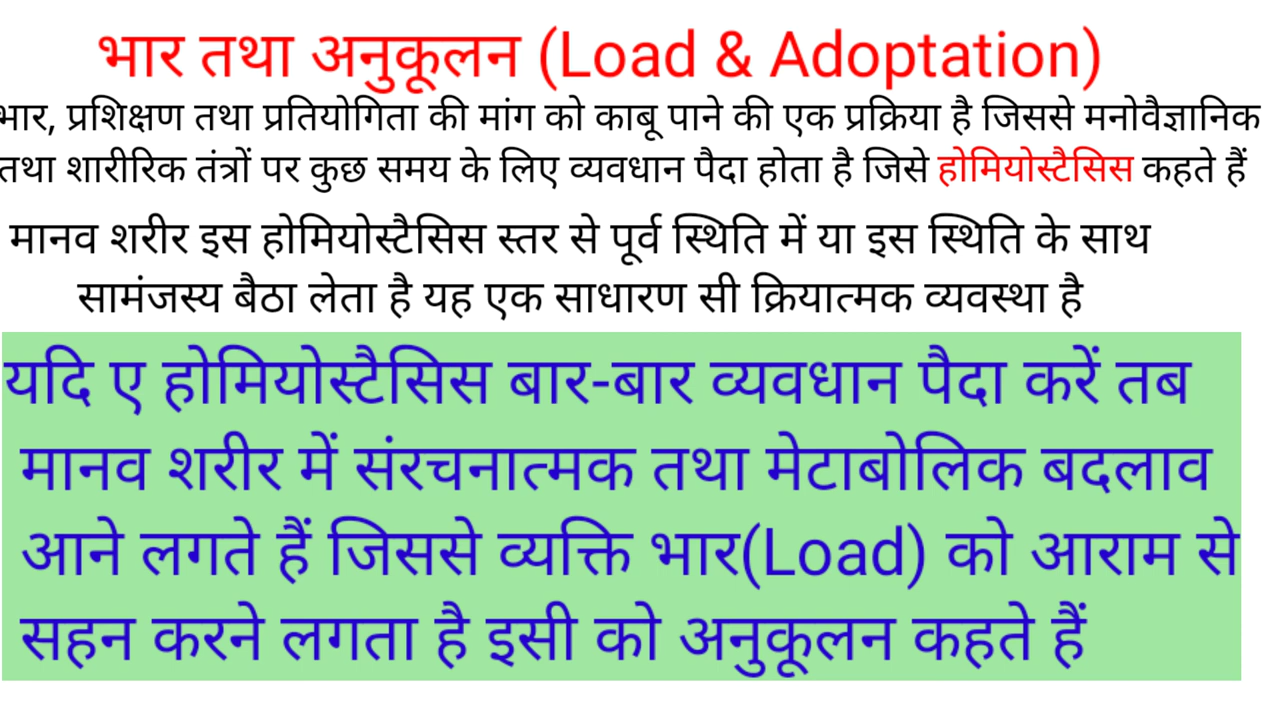 भार तथा अनुकूलन (Load & Adoptation)
भार, प्रशिक्षण तथा प्रतियोगिता की मांग को काबू पाने की एक प्रक्रिया है जिससे मनोवैज्ञानिक
तथा शारीरिक तंत्रों पर कुछ समय के लिए व्यवधान पैदा होता है जिसे होमियोस्टैसिस कहते हैं
मानव शरीर इस होमियोस्टैसिस स्तर से पूर्व स्थिति में या इस स्थिति के साथ
सामंजस्य बैठा लेता है यह एक साधारण सी क्रियात्मक व्यवस्था है
यदि ए होमियोस्टैसिस बार-बार व्यवधान पैदा करें तब
मानव शरीर में संरचनात्मक तथा मेटाबोलिक बदलाव
आने लगते हैं जिससे व्यक्ति भार(Load) को आराम से
सहन करने लगता है इसी को अनुकूलन कहते हैं